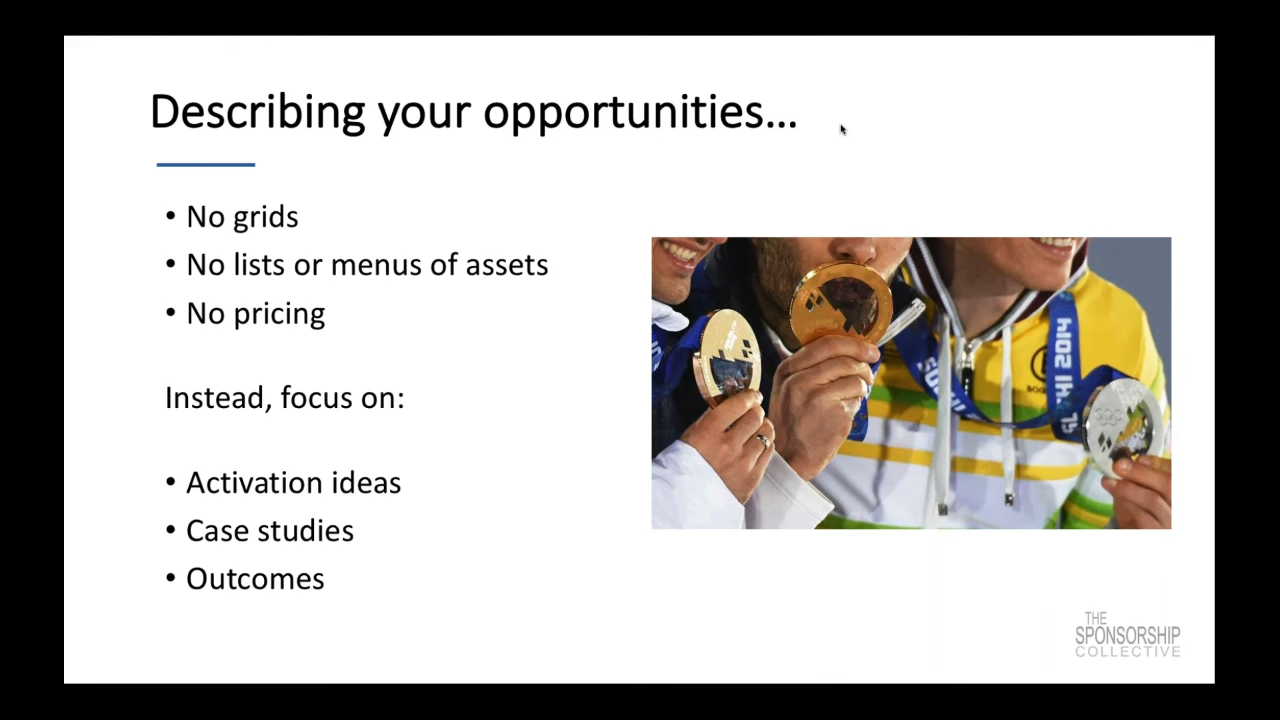 Describing your opportunities...
• No grids
• No lists or menus of assets
• No pricing
Instead, focus on:
• Activation ideas
• Case studies
• Outcomes
THE
SPONSORSHIP
COLLECTIVE